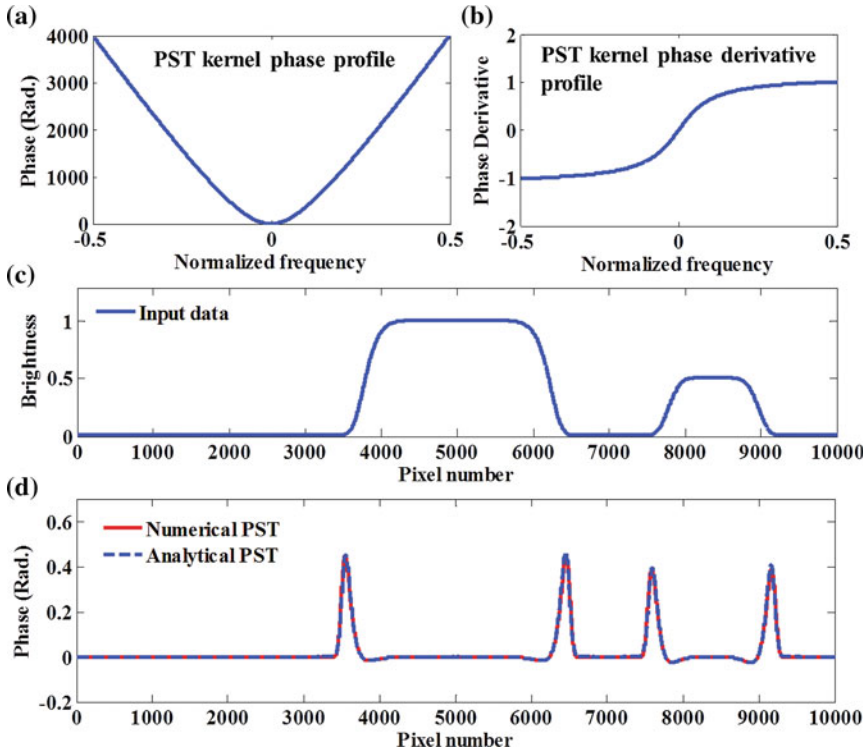 (a)
4000
3000
2000
1000
0
Phase (Rad.)
PST kernel phase profile
-0.5
0
0.5
Normalized frequency
(b)
2
1
0
-1
-2
Phase Derivative
PST kernel phase derivative
profile
-0.5
0
0.5
Normalized frequency
(c)
1
0.5
0
Brightness
Input data
0
1000
2000
3000
4000
5000
6000
7000
8000
9000
10000
Pixel number
(d)
0.6
0.4
0.2
0
-0.2
Phase (Rad.)
Numerical PST
Analytical PST
0
1000
2000
3000
4000
5000
6000
7000
8000
9000
10000
Pixel number